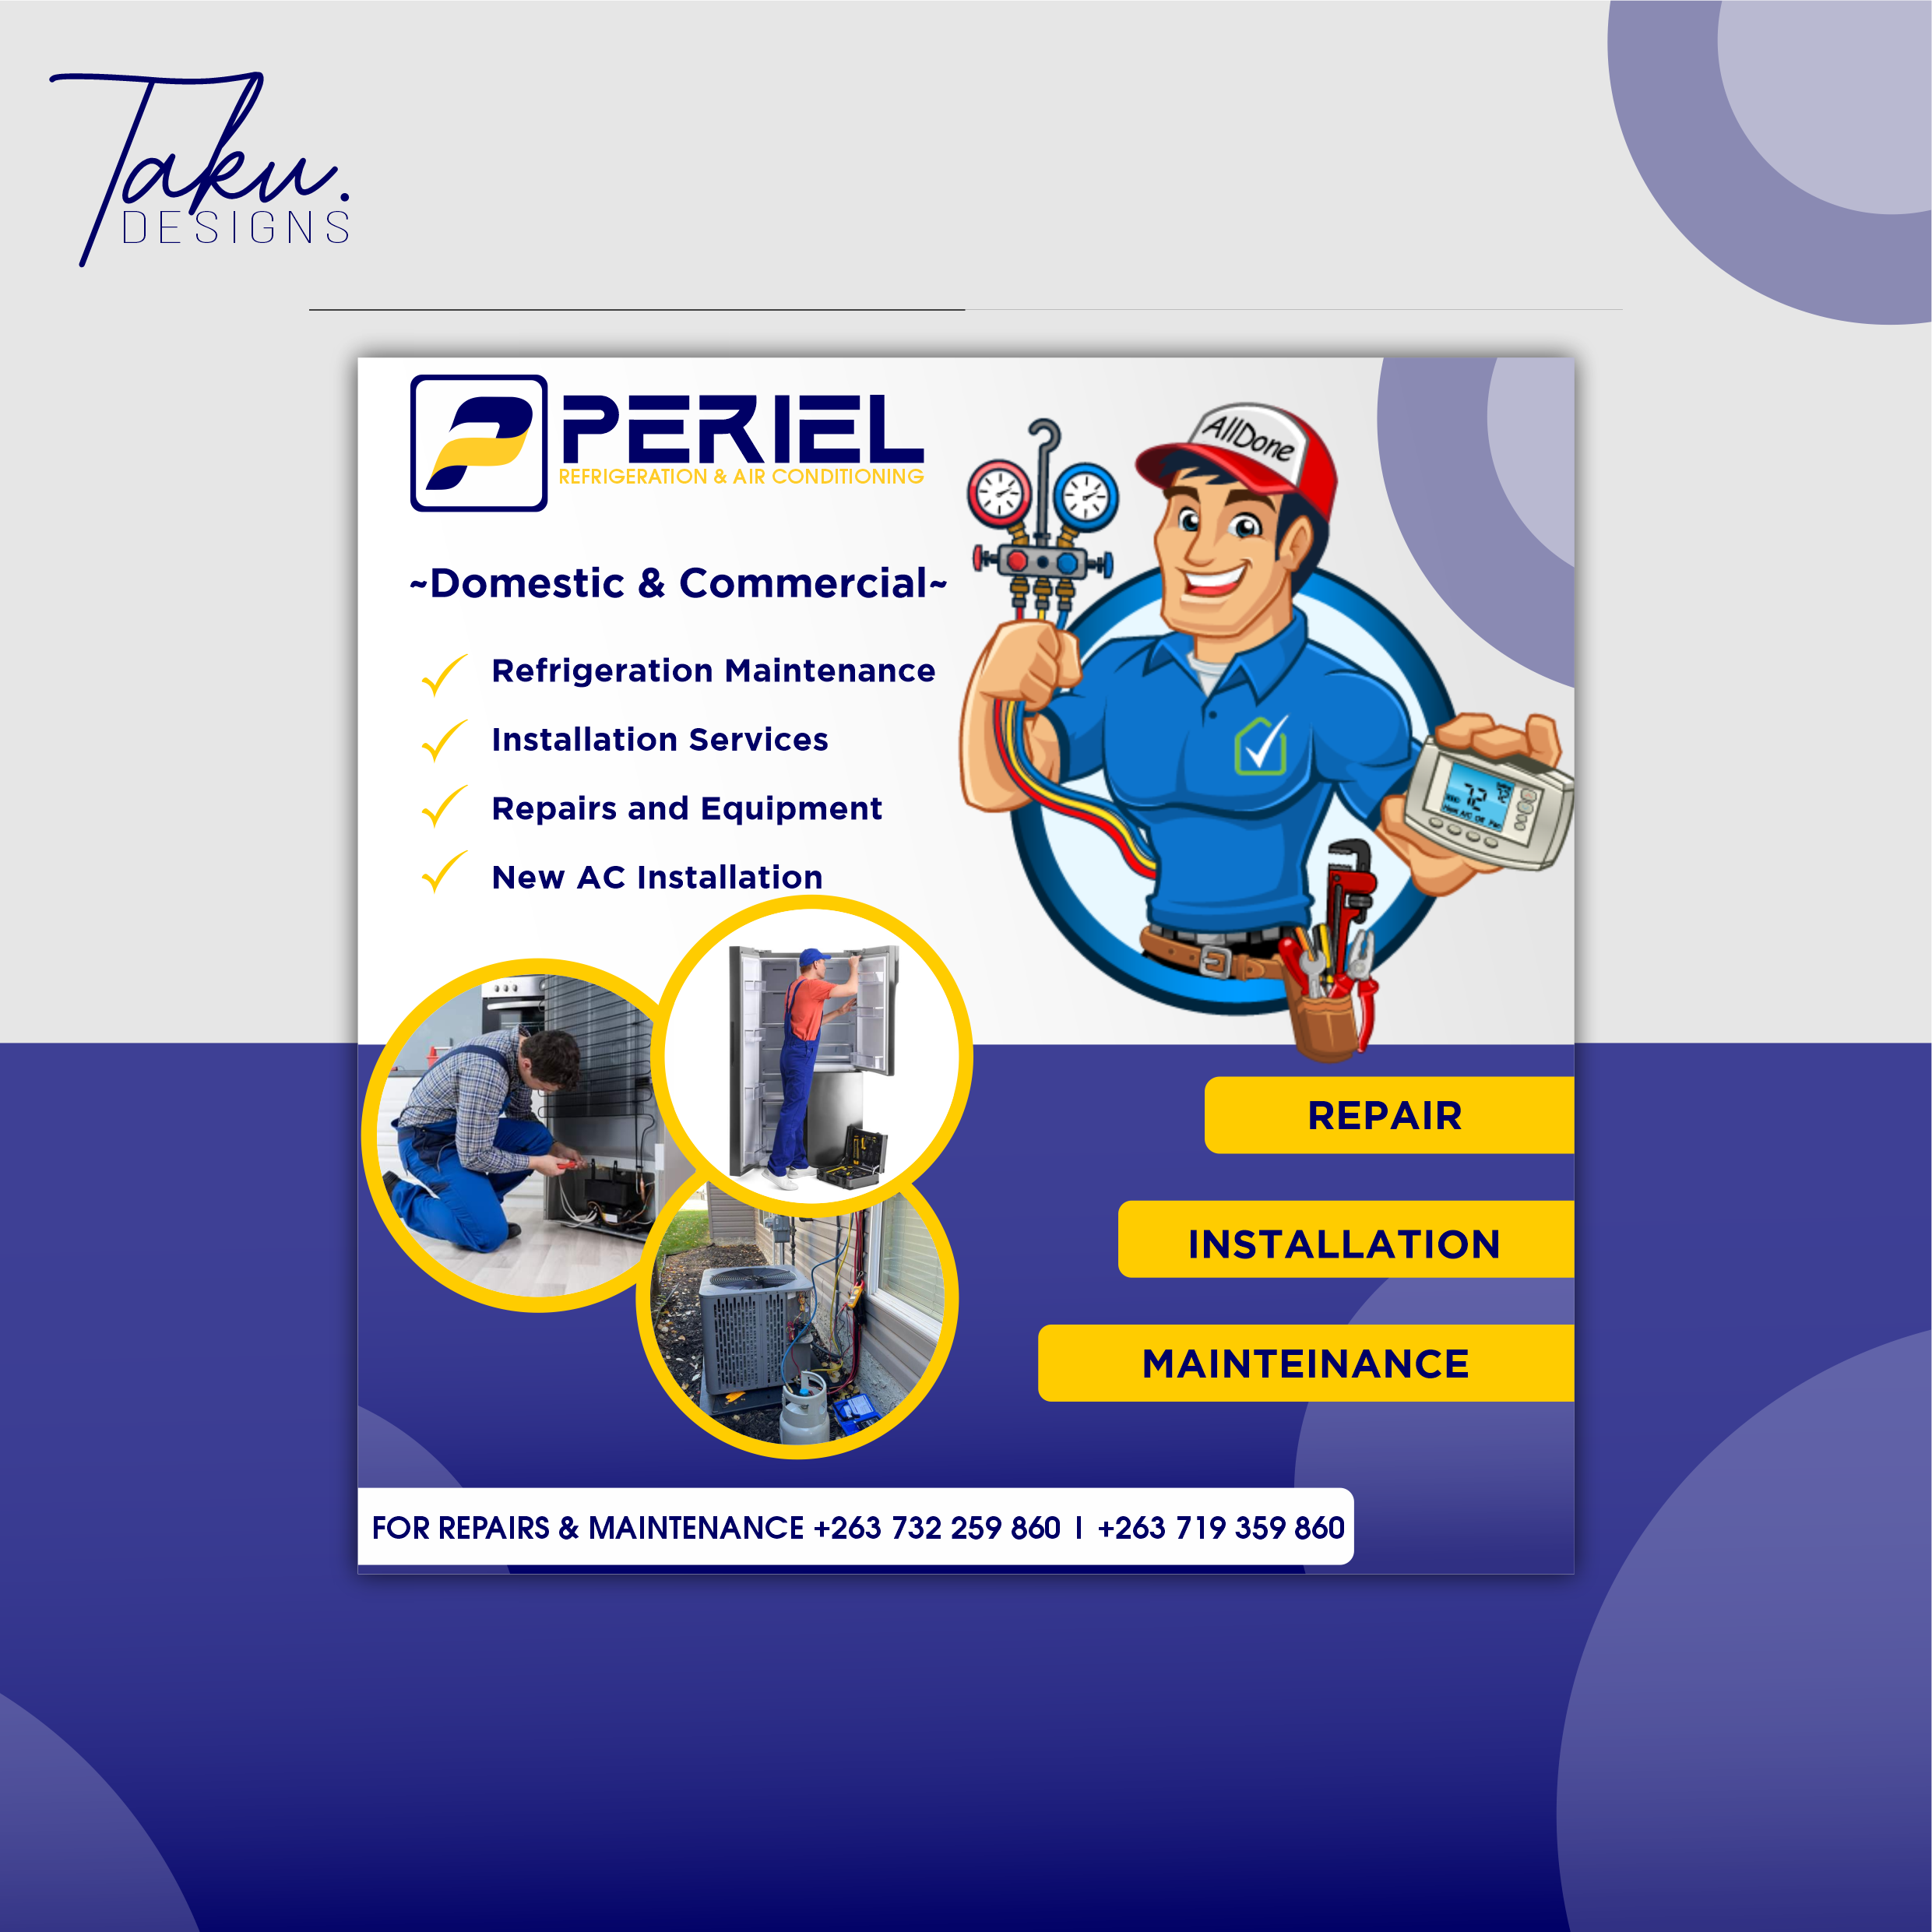 Taku.
DESIGNS
PERIEL
REFRIGERATION & AIR CONDITIONING
AllDone
~Domestic & Commercial~
Refrigeration Maintenance
Installation Services
Repairs and Equipment
New AC Installation
72
REPAIR
INSTALLATION
MAINTEINANCE
FOR REPAIRS & MAINTENANCE +263 732 259 860 | +263 719 359 860